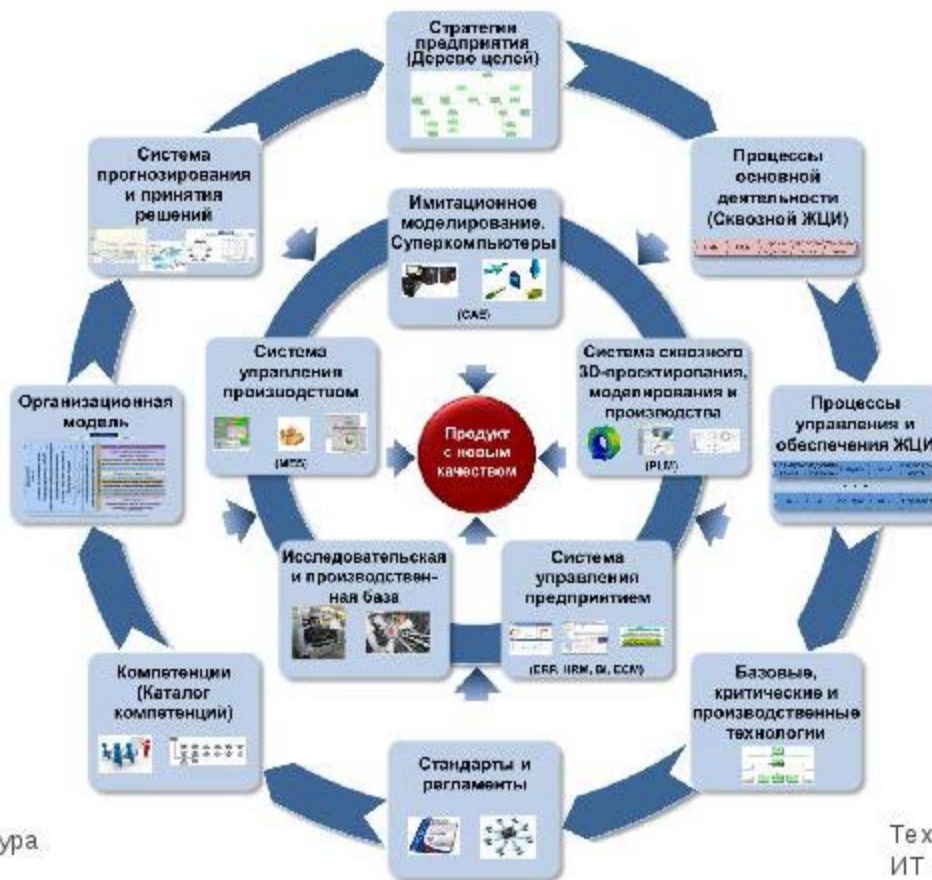 Стратегии
предприятия
(Дерево целей)
Процессы
основной
деятельности
(Сквозной ЖЦИ)
Процессы
управления и
обеспечения ЖЦИ
Базовые,
критические и
производственные
технологии
Стандарты и
регламенты
Компетенции
(Каталог
компетенций)
Организационная
модель
Система
прогнозирования
и принятия
решений
Имитационное
моделирование.
Суперкомпьютеры
(CAE)
Система сквозного
3D-проектирования,
моделирования и
производства
(PLM)
Система
управления
предприятием
(ERP, HRM, BI, ECM)
Исследовательская
и производствен-
ная база
Система
управления
производством
(MES)
Продукт
с новым
качеством
ура
Тех
ИТ